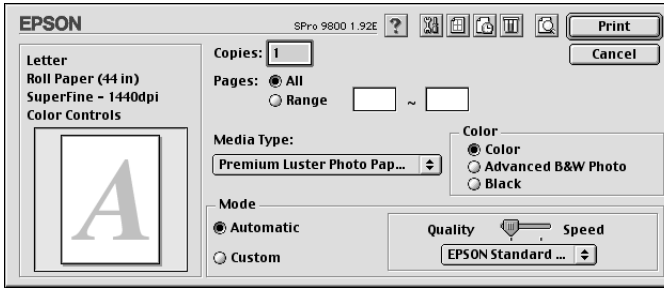 EPSON
SPro 9800 1.92E ?
Print
Cancel
Letter
Roll Paper (44 in)
SuperFine - 1440dpi
Color Controls
A
Copies: 1
Pages: All
Range ~
Media Type:
Premium Luster Photo Pap...
Color
Color
Advanced B&W Photo
Black
Mode
Automatic
Custom
Quality Speed
EPSON Standard ...